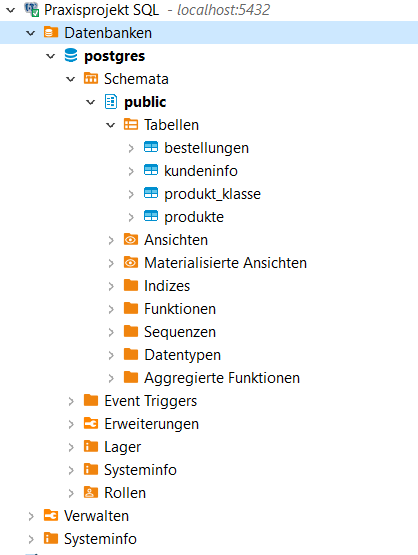 Praxisprojekt SQL - localhost:5432
Datenbanken
postgres
Schemata
public
Tabellen
bestellungen
kundeninfo
produkt_klasse
produkte
Ansichten
Materialisierte Ansichten
Indizes
Funktionen
Sequenzen
Datentypen
Aggregierte Funktionen
Event Triggers
Erweiterungen
Lager
Systeminfo
Rollen
Verwalten
Systeminfo